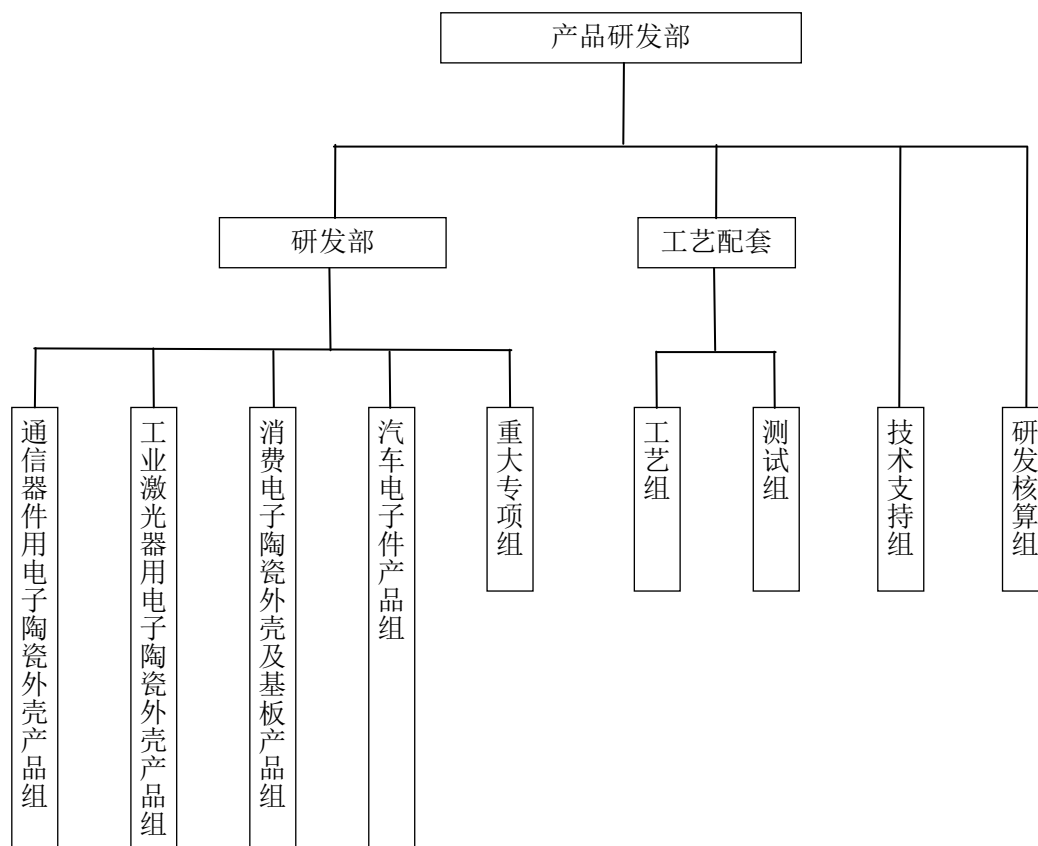 产品研发部
研发部
工艺配套
通信器件用电子陶瓷外壳产品组
工业激光器用电子陶瓷外壳产品组
消费电子陶瓷外壳及基板产品组
汽车电子件产品组
重大专项组
工艺组
测试组
技术支持组
研发核算组